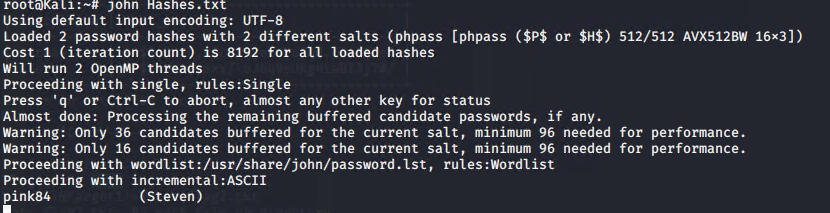 root@Kali:~# john Hashes.txt
Using default input encoding: UTF-8
Loaded 2 password hashes with 2 different salts (phpass [phpass ($P$ or $H$) 512/512 AVX512BW 16×3])
Cost 1 (iteration count) is 8192 for all loaded hashes
Will run 2 OpenMP threads
Proceeding with single, rules:Single
Press 'q' or Ctrl-C to abort, almost any other key for status
Almost done: Processing the remaining buffered candidate passwords, if any.
Warning: Only 36 candidates buffered for the current salt, minimum 96 needed for performance.
Warning: Only 16 candidates buffered for the current salt, minimum 96 needed for performance.
Proceeding with wordlist:/usr/share/john/password.lst, rules:Wordlist
Proceeding with incremental:ASCII
pink84           (Steven)